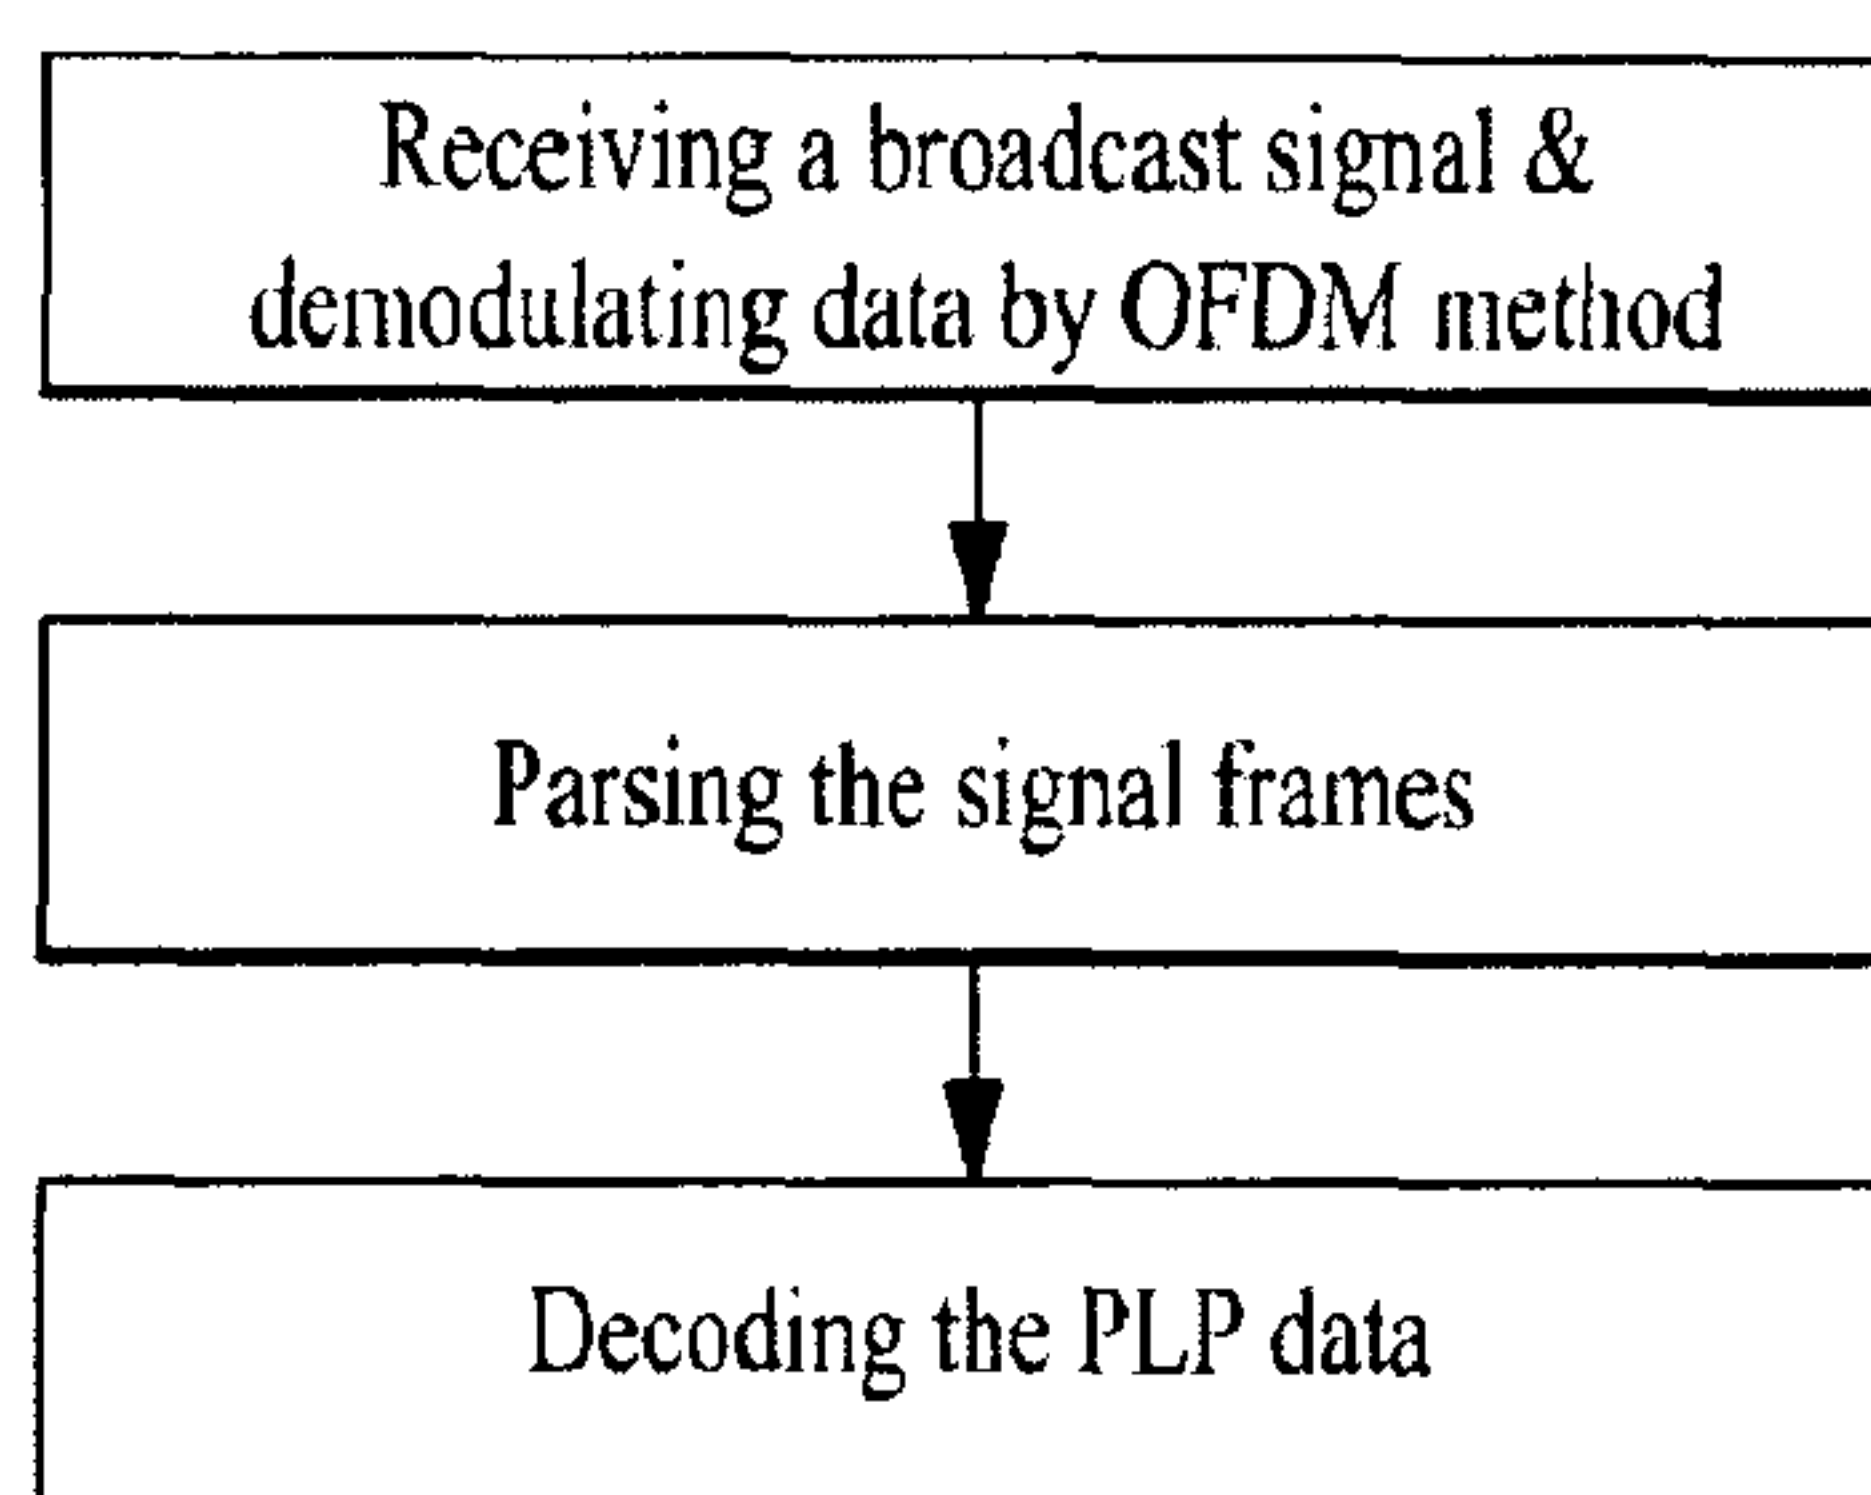 Receiving a broadcast signal &
demodulating data by OFDM method
Parsing the signal frames
Decoding the PLP data